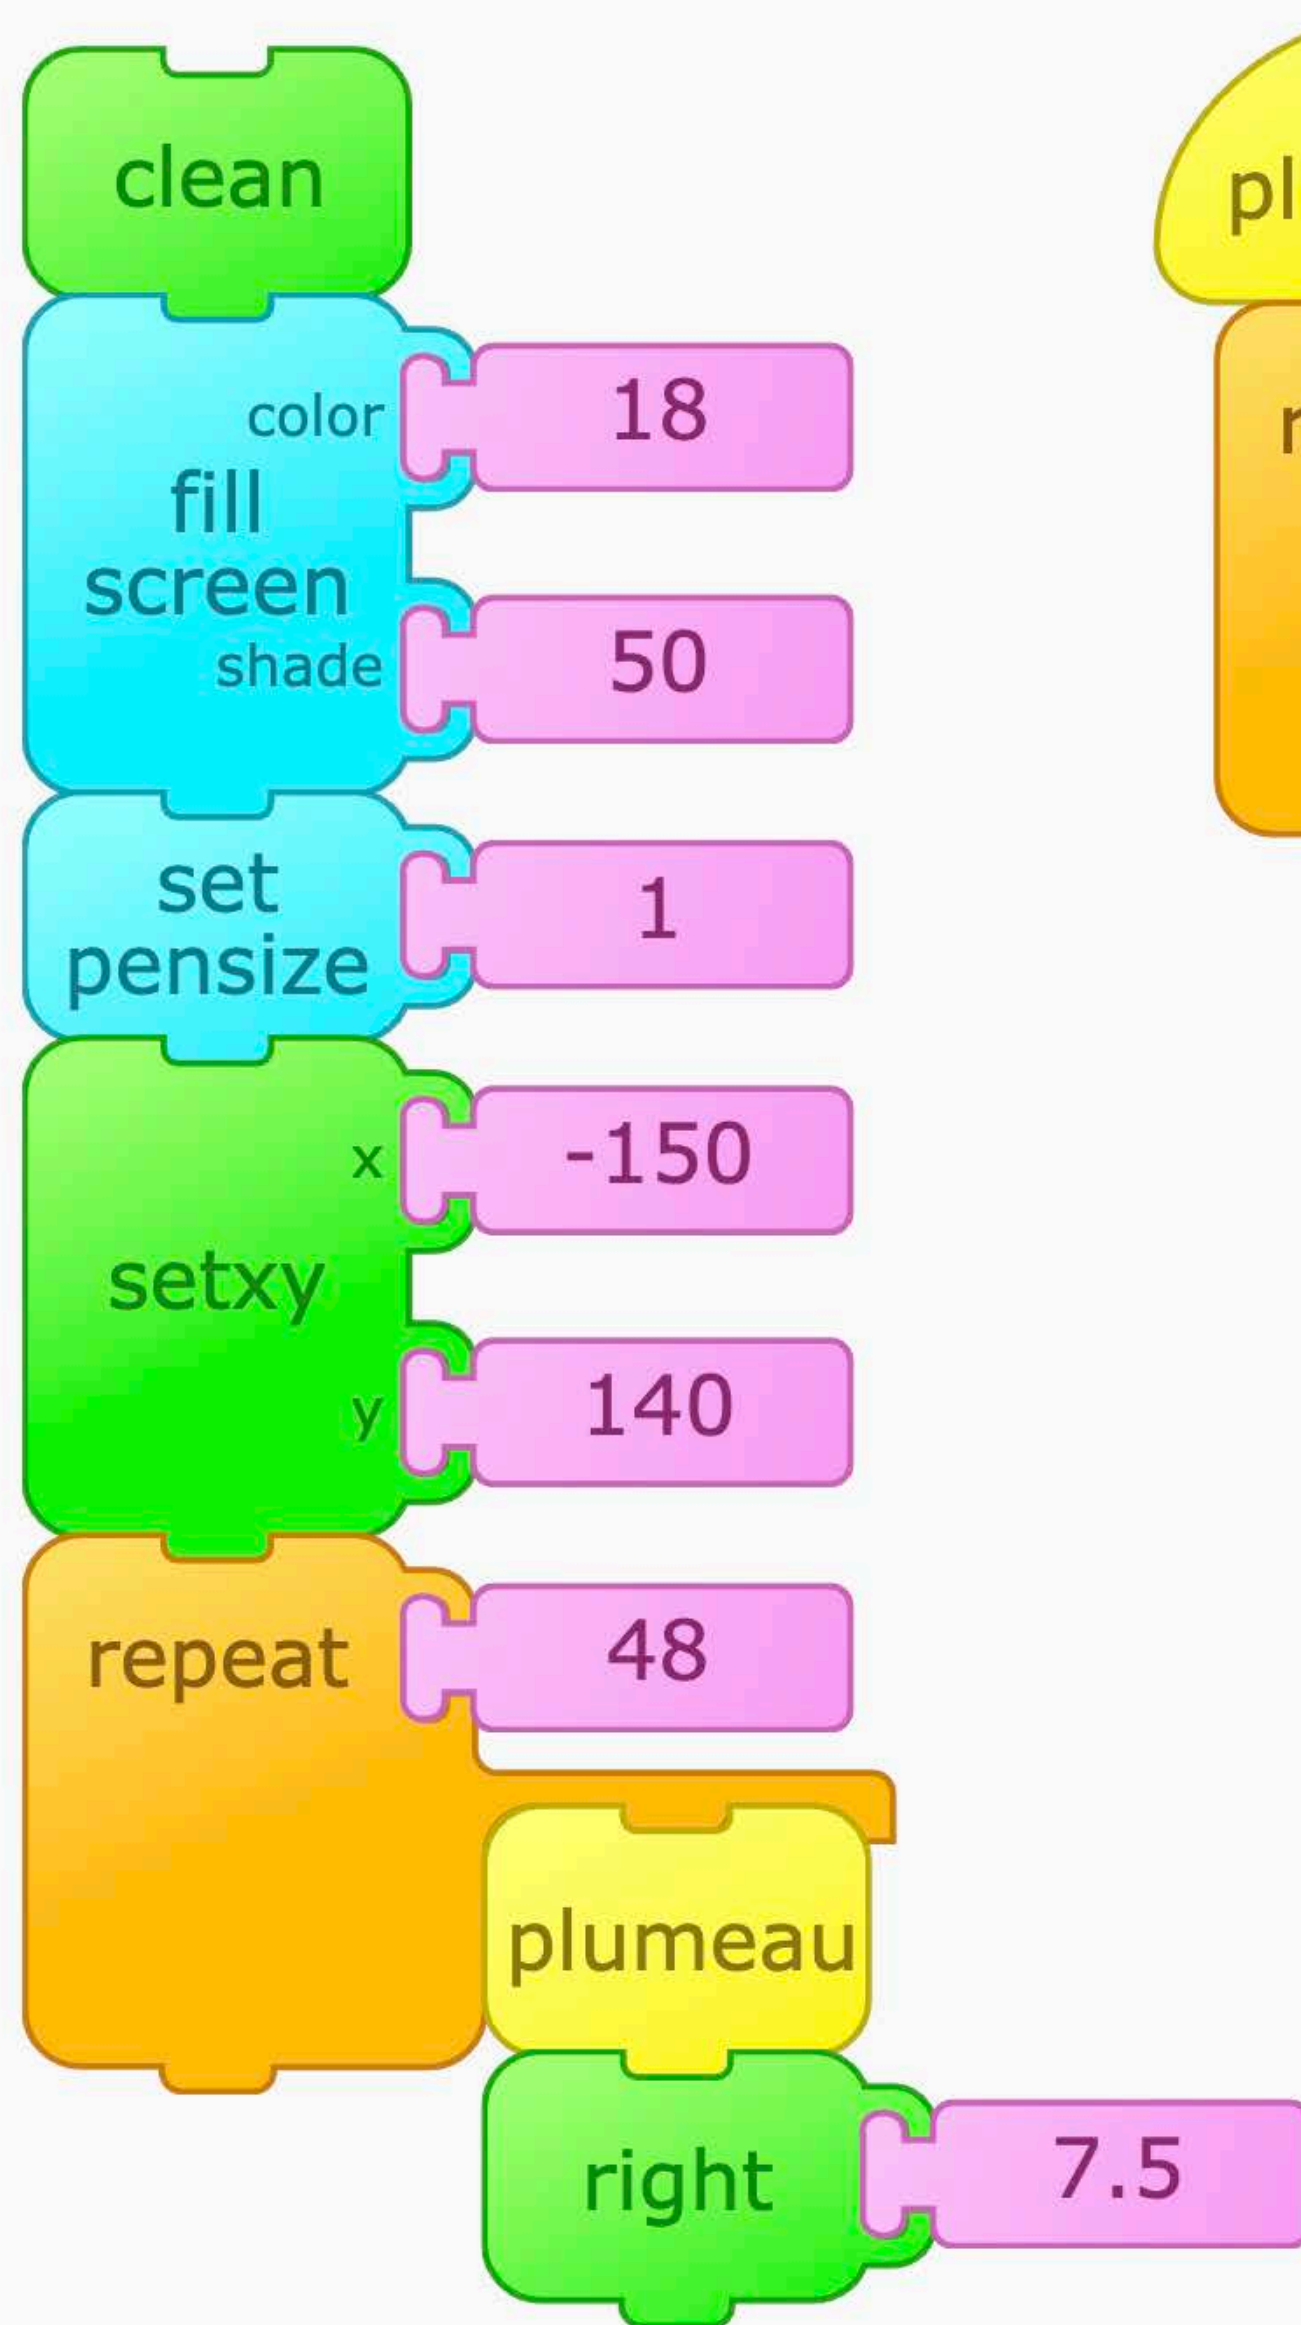 clean
color 18
fill
screen
shade 50
set
pensize 1
x -150
setxy
y 140
repeat 48
plumeau
right 7.5